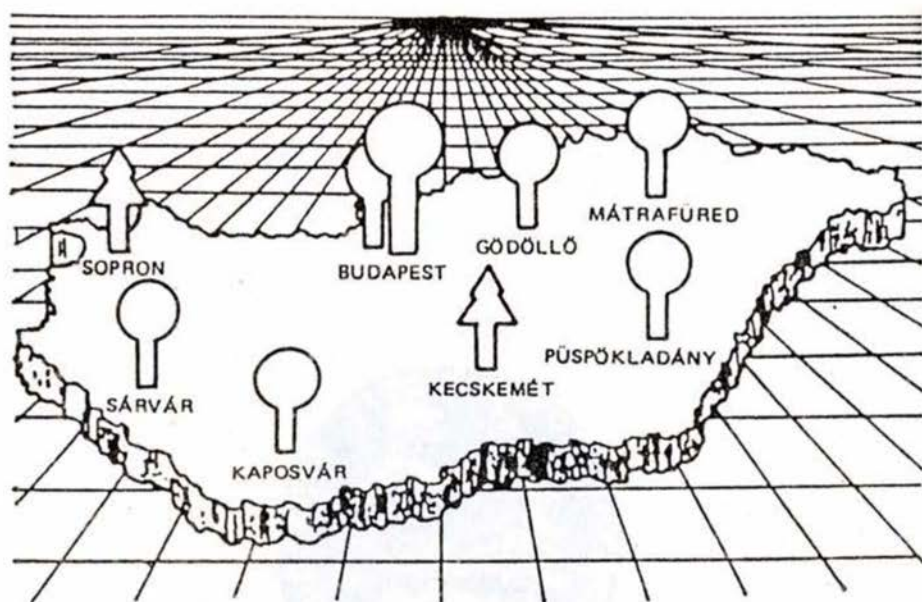 MÁTRAFÜRED
SOPRON
BUDAPEST
GÖDÖLLŐ
PÜSPÖKLADÁNY
KECSKEMÉT
SÁRVÁR
KAPOSVÁR